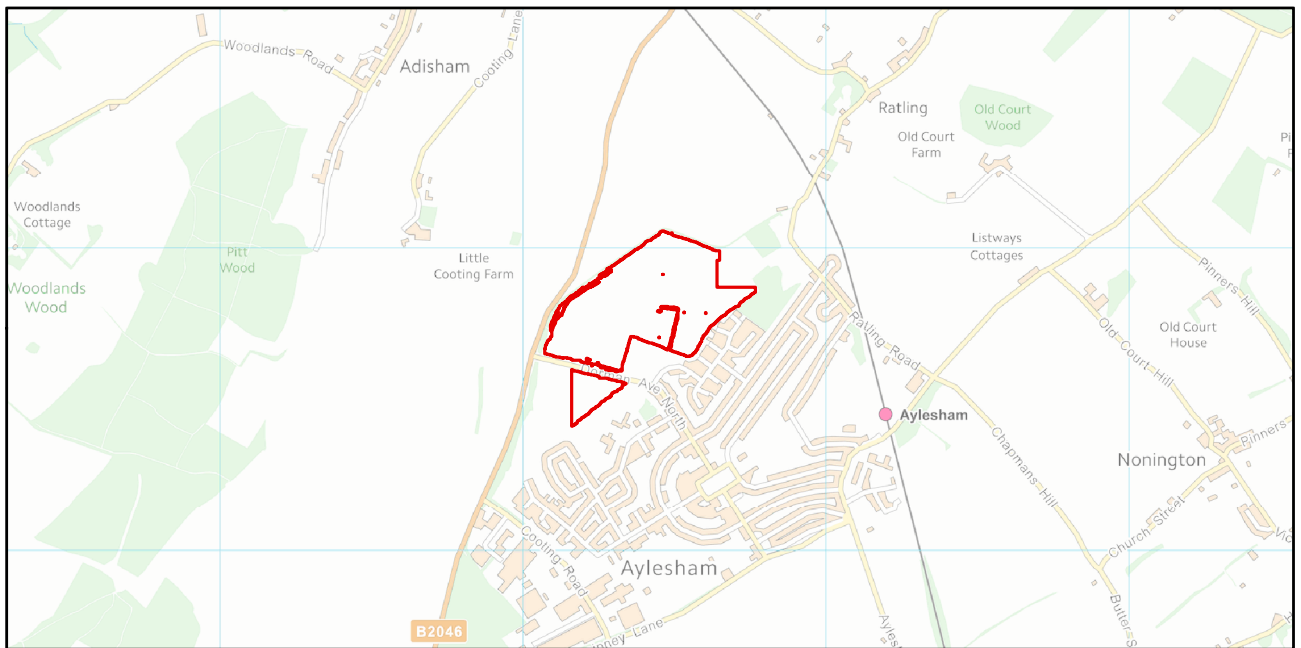 Woodlands Road
Adisham
Cooting Lane
Ratling
Old Court
Wood
Old Court
Farm
Woodlands
Cottage
Pitt
Wood
Little
Cooting Farm
Listways
Cottages
Woodlands
Wood
Pinners Hill
Old Court
House
Old Court Hill
Ratling Road
Dorman Ave North
Aylesham
Chapmans Hill
Nonington
Pinners
Church Street
Cooting Road
Aylesham
B2046